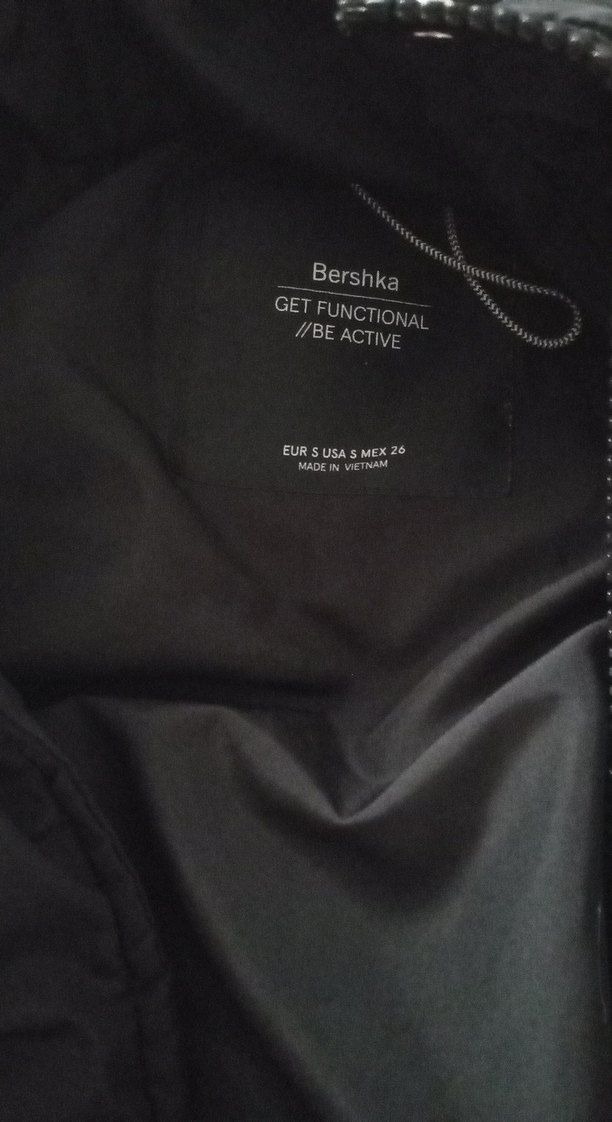 Bershka
GET FUNCTIONAL
//BE ACTIVE
EUR S USA S MEX 26
MADE IN VIETNAM